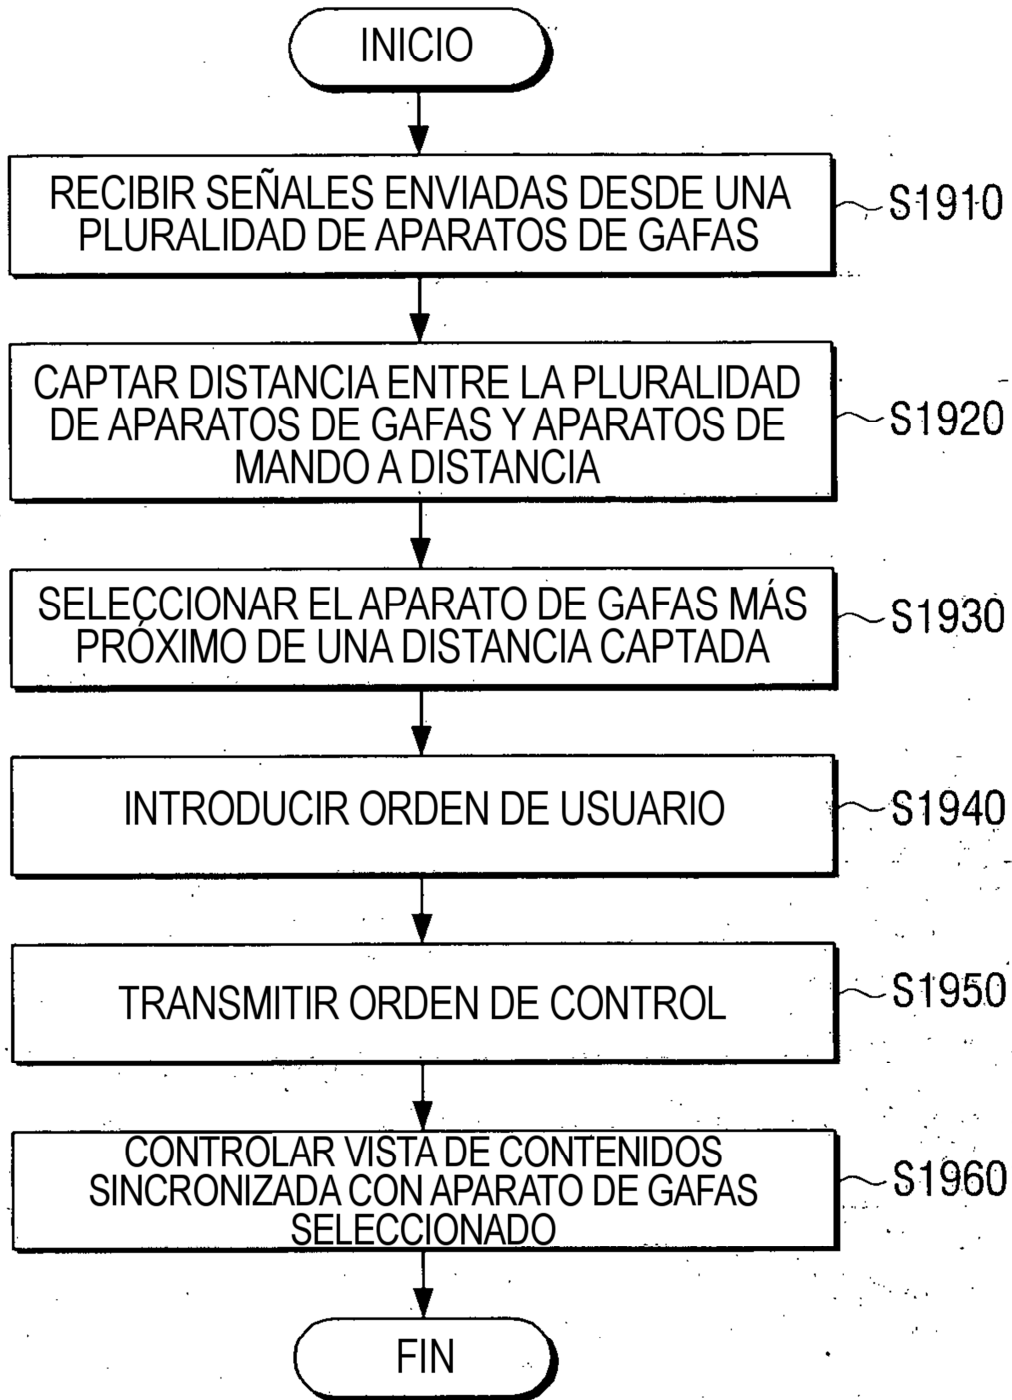 INICIO
RECIBIR SEÑALES ENVIADAS DESDE UNA
PLURALIDAD DE APARATOS DE GAFAS
S1910
CAPTAR DISTANCIA ENTRE LA PLURALIDAD
DE APARATOS DE GAFAS Y APARATOS DE
MANDO A DISTANCIA
S1920
SELECCIONAR EL APARATO DE GAFAS MÁS
PRÓXIMO DE UNA DISTANCIA CAPTADA
S1930
INTRODUCIR ORDEN DE USUARIO
S1940
TRANSMITIR ORDEN DE CONTROL
S1950
CONTROLAR VISTA DE CONTENIDOS
SINCRONIZADA CON APARATO DE GAFAS
SELECCIONADO
S1960
FIN